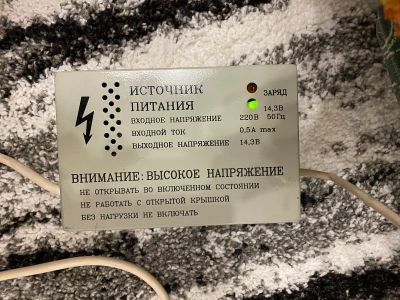 ИСТОЧНИК ЗАРЯД
ПИТАНИЯ 14,3В
ВХОДНОЕ НАПРЯЖЕНИЕ 220В 50Гц
ВХОДНОЙ ТОК 0,5А max
ВЫХОДНОЕ НАПРЯЖЕНИЕ 14,3В
ВНИМАНИЕ: ВЫСОКОЕ НАПРЯЖЕНИЕ
НЕ ОТКРЫВАТЬ ВО ВКЛЮЧЕННОМ СОСТОЯНИИ
НЕ РАБОТАТЬ С ОТКРЫТОЙ КРЫШКОЙ
БЕЗ НАГРУЗКИ НЕ ВКЛЮЧАТЬ